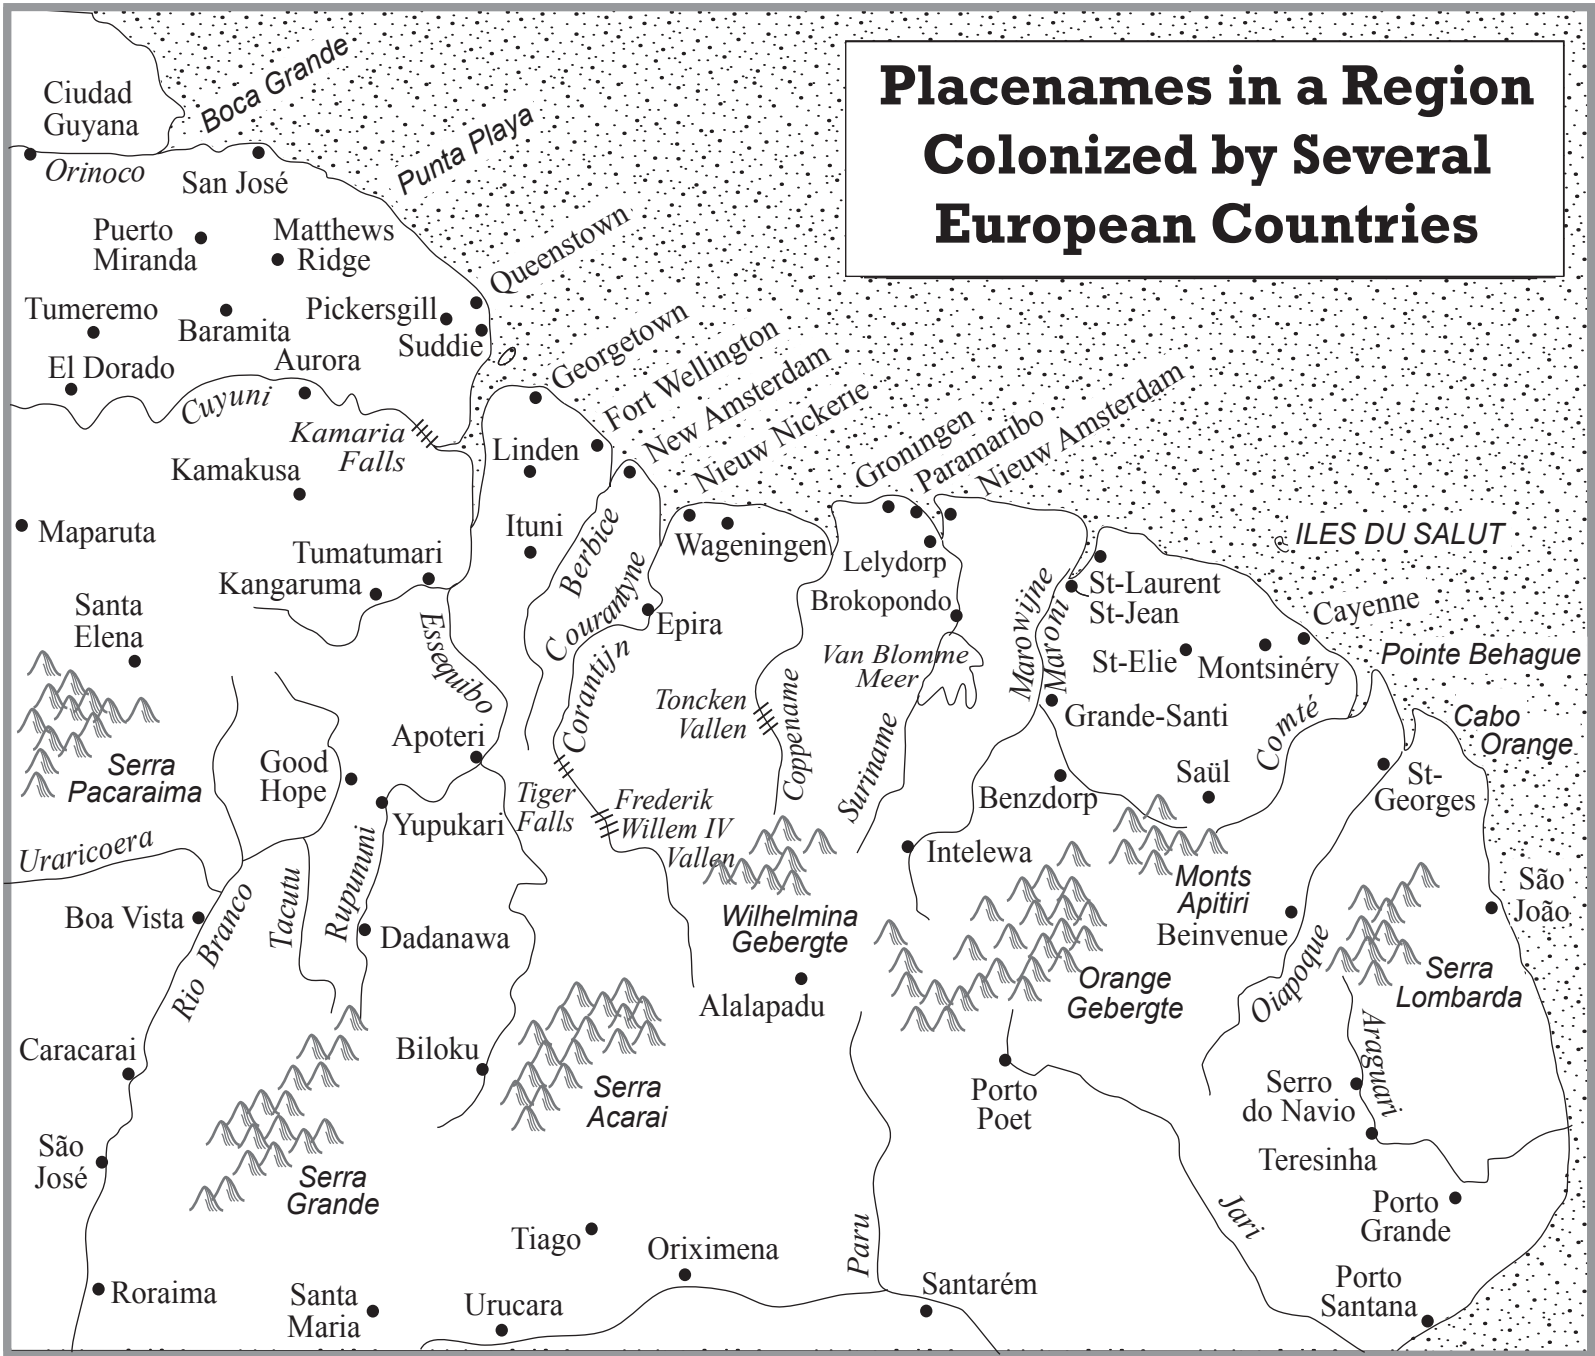 Placenames in a Region
Colonized by Several
European Countries
Ciudad
Guyana
Boca Grande
Orinoco
San José
Punta Playa
Puerto
Miranda
Matthews
Ridge
Queenstown
Tumeremo
Baramita
Pickersgill
Suddie
El Dorado
Aurora
Cuyuni
Georgetown
Fort Wellington
New Amsterdam
Nieuw Nickerie
Groningen
Paramaribo
Nieuw Amsterdam
Kamaria
Falls
Linden
Kamakusa
Maparuta
Ituni
Berbice
Wageningen
Lelydorp
ILES DU SALUT
Tumatumari
Kangaruma
Courantyne
Brokopondo
Marowijne
Maroni
St-Laurent
St-Jean
Cayenne
Santa
Elena
Essequibo
Epira
Corantijn
Van Blomme
Meer
St-Elie
Montsinéry
Pointe Behague
Toncken
Vallen
Coppename
Suriname
Grande-Santi
Comté
Cabo
Orange
Serra
Pacaraima
Good
Hope
Apoteri
Tiger
Falls
Frederik
Willem IV
Vallen
Benzdorp
Saül
St-
Georges
Yupukari
Uraricoera
Intelewa
Monts
Apitiri
São
João
Boa Vista
Rio Branco
Tacutu
Rupununi
Dadanawa
Wilhelmina
Gebergte
Beinvenue
Oiapoque
Serra
Lombarda
Alalapadu
Orange
Gebergte
Araguari
Caracarai
Biloku
Serra
Acarai
Porto
Poet
Serro
do Navio
São
José
Serra
Grande
Teresinha
Jari
Porto
Grande
Tiago
Oriximena
Paru
Roraima
Santa
Maria
Urucara
Santarém
Porto
Santana